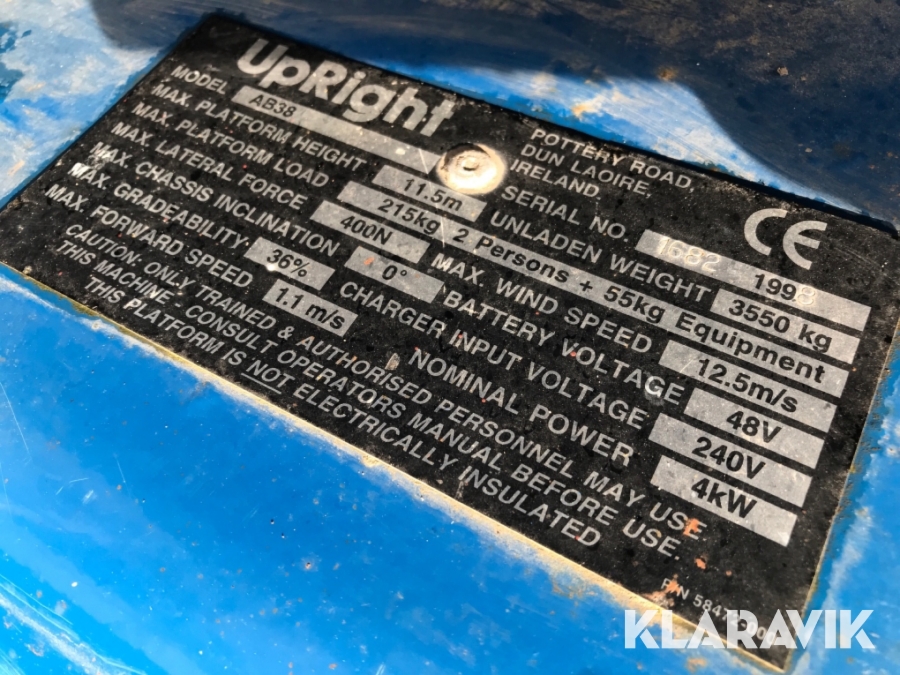 UpRight
POTTERY ROAD,
DUN LAOIRE,
IRELAND
CE
MODEL AB38
SERIAL NO. 1682 1998
MAX. PLATFORM HEIGHT 11.5m
UNLADEN WEIGHT 3550 kg
MAX. PLATFORM LOAD 215kg 2 Persons + 55kg Equipment
MAX. LATERAL FORCE 400N
MAX. WIND SPEED 12.5m/s
MAX. CHASSIS INCLINATION 0°
BATTERY VOLTAGE 48V
MAX. GRADEABILITY 36%
CHARGER INPUT VOLTAGE 240V
MAX. FORWARD SPEED 1.1 m/s
NOMINAL POWER 4kW
CAUTION: ONLY TRAINED & AUTHORISED PERSONNEL MAY USE
THIS MACHINE - CONSULT OPERATORS MANUAL BEFORE USE.
THIS PLATFORM IS NOT ELECTRICALLY INSULATED
P/N
KLARAVIK